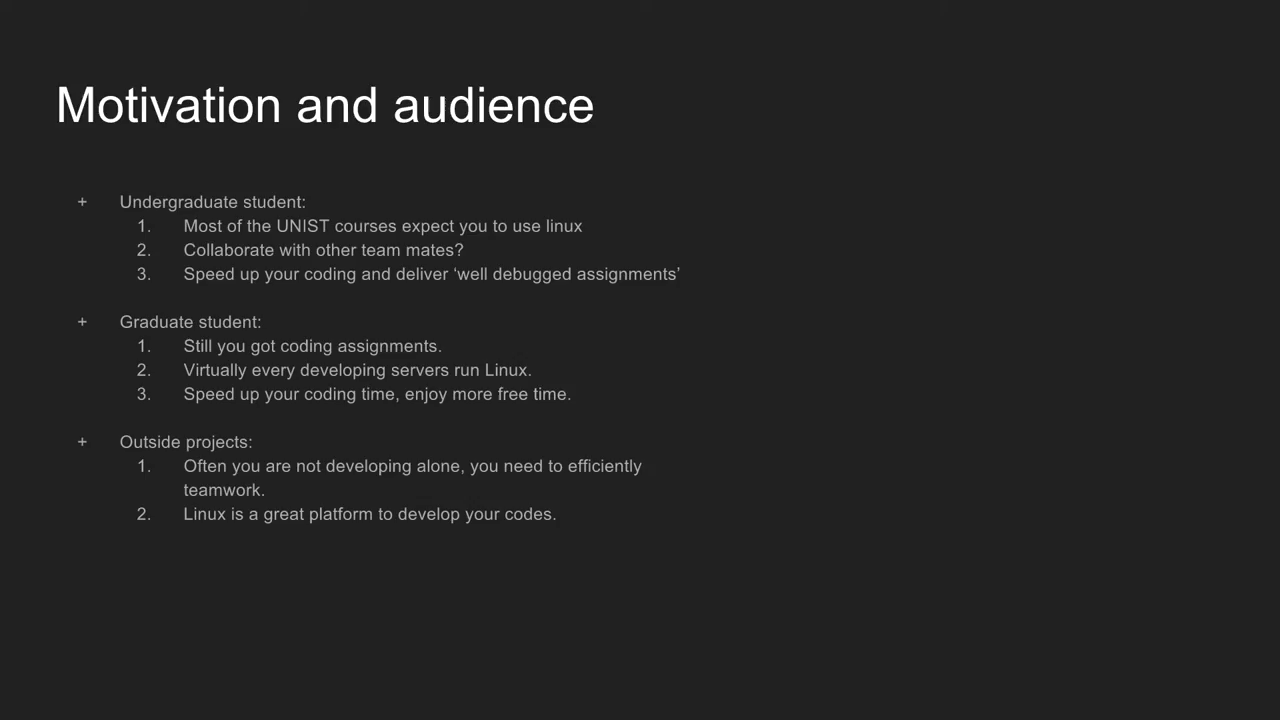 Motivation and audience
+ Undergraduate student:
1. Most of the UNIST courses expect you to use linux
2. Collaborate with other team mates?
3. Speed up your coding and deliver ‘well debugged assignments’
+ Graduate student:
1. Still you got coding assignments.
2. Virtually every developing servers run Linux.
3. Speed up your coding time, enjoy more free time.
+ Outside projects:
1. Often you are not developing alone, you need to efficiently
teamwork.
2. Linux is a great platform to develop your codes.